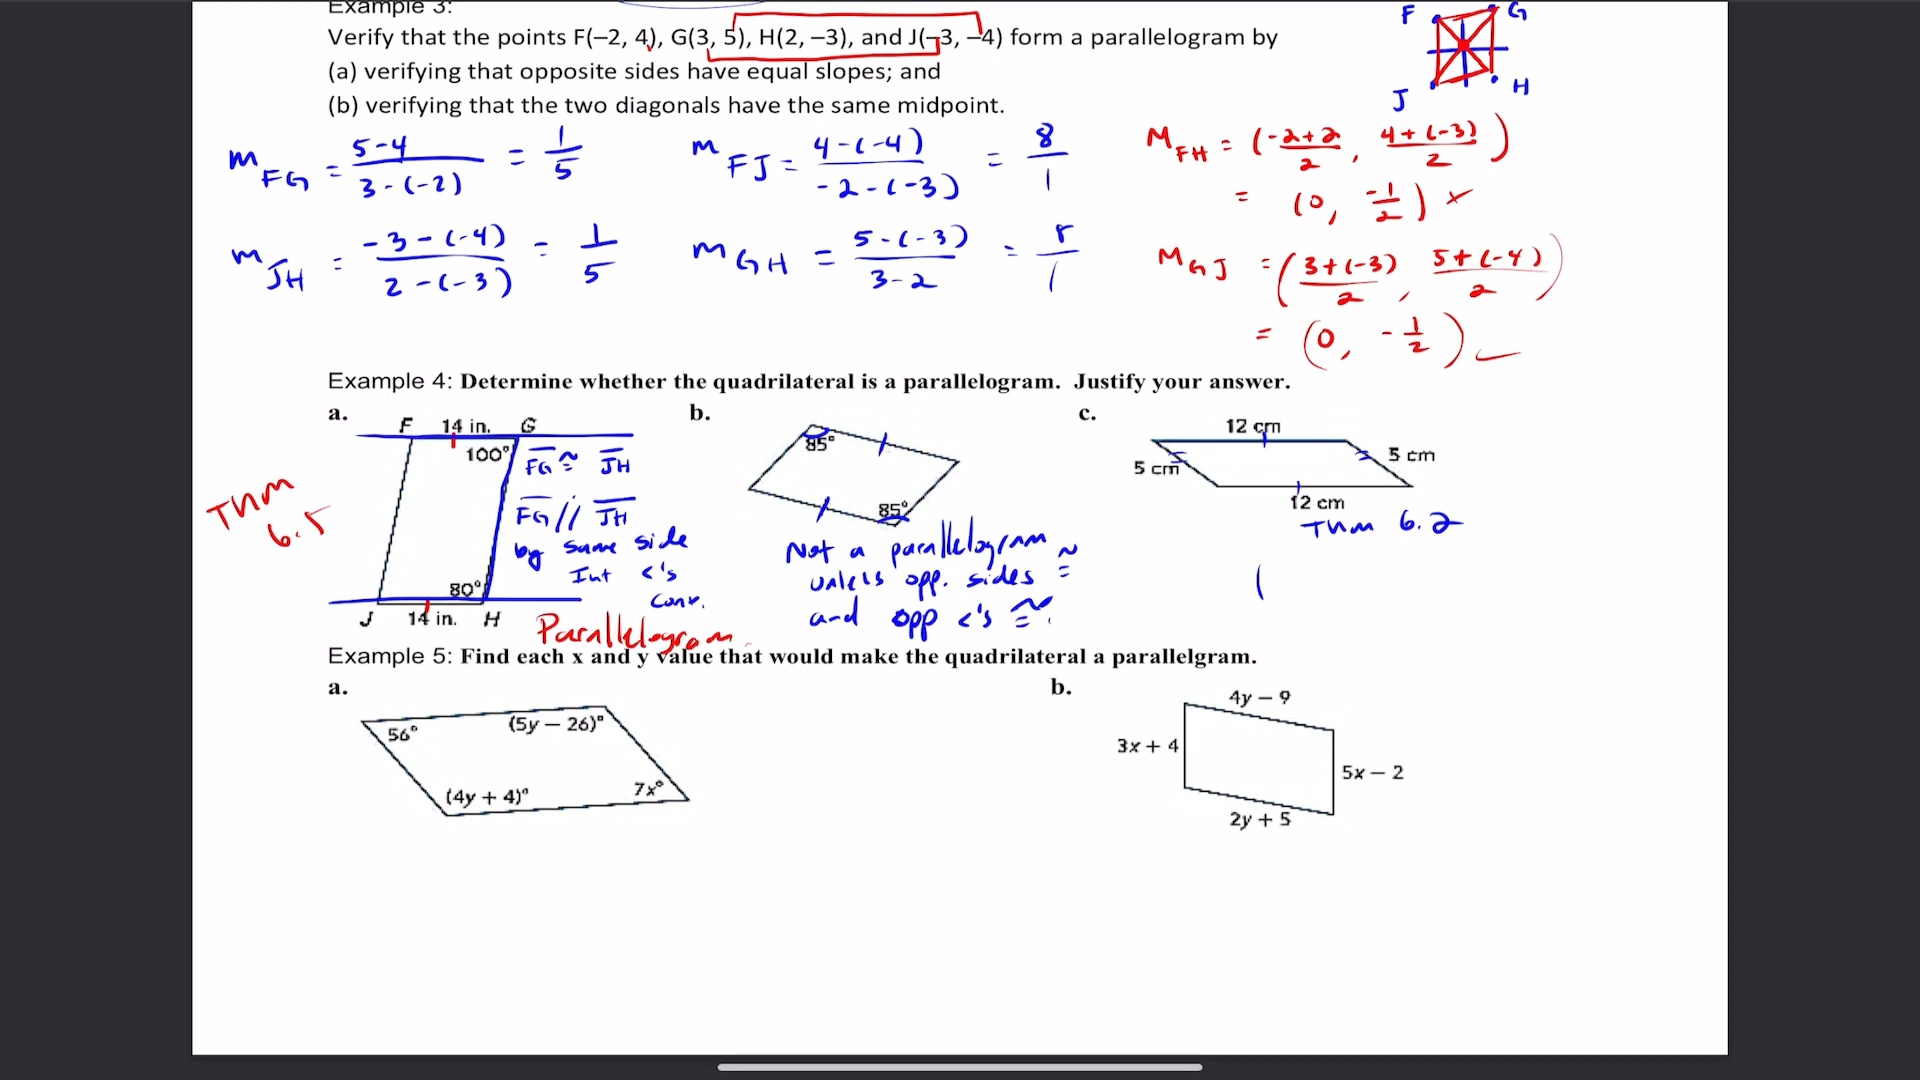 Example 3:
Verify that the points F(−2, 4), G(3, 5), H(2, −3), and J(−3, −4) form a parallelogram by
(a) verifying that opposite sides have equal slopes; and
(b) verifying that the two diagonals have the same midpoint.
F G
J H
m FG = 5-4 / 3-(-2) = 1/5
m FJ = 4-(-4) / -2-(-3) = 8/1
M FH = (-2+2 / 2, 4+(-3) / 2)
= (0, -1/2)
m JH = -3-(-4) / 2-(-3) = 1/5
m GH = 5-(-3) / 3-2 = 8/1
M GJ = (3+(-3) / 2, 5+(-4) / 2)
= (0, -1/2)
Example 4: Determine whether the quadrilateral is a parallelogram. Justify your answer.
a.
F 14 in. G
100°
80°
J 14 in. H
Thm
6.5
FG ≅ JH
FG // JH
by same side
Int <'s
conv.
Parallelogram
b.
85°
85°
Not a parallelogram
unless opp. sides ≅
and opp <'s ≅.
c.
12 cm
5 cm
5 cm
12 cm
Thm 6.2
Example 5: Find each x and y value that would make the quadrilateral a parallelgram.
a.
56°
(5y − 26)°
(4y + 4)°
7x°
b.
4y − 9
3x + 4
5x − 2
2y + 5